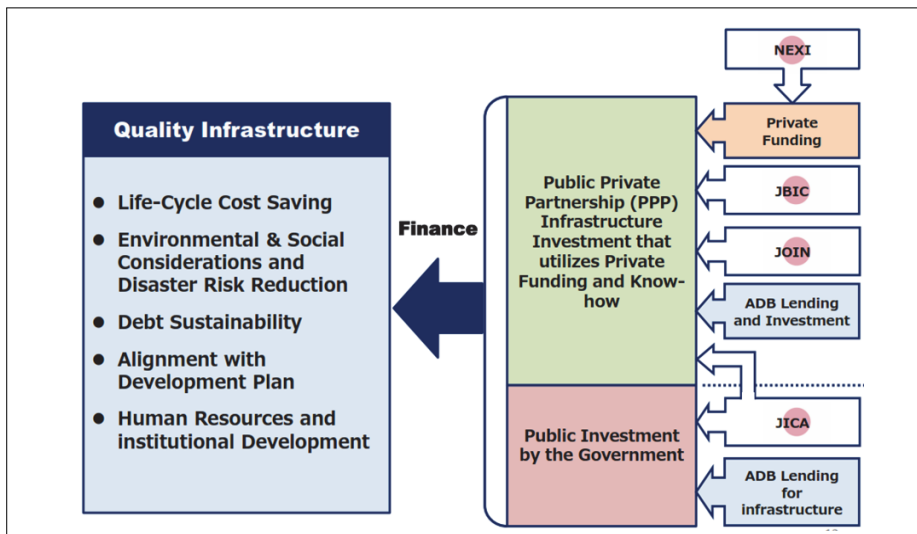 Quality Infrastructure
● Life-Cycle Cost Saving
● Environmental & Social
Considerations and
Disaster Risk Reduction
● Debt Sustainability
● Alignment with
Development Plan
● Human Resources and
institutional Development
Finance
Public Private
Partnership (PPP)
Infrastructure
Investment that
utilizes Private
Funding and Know-
how
Public Investment
by the Government
NEXI
Private
Funding
JBIC
JOIN
ADB Lending
and Investment
JICA
ADB Lending
for
infrastructure